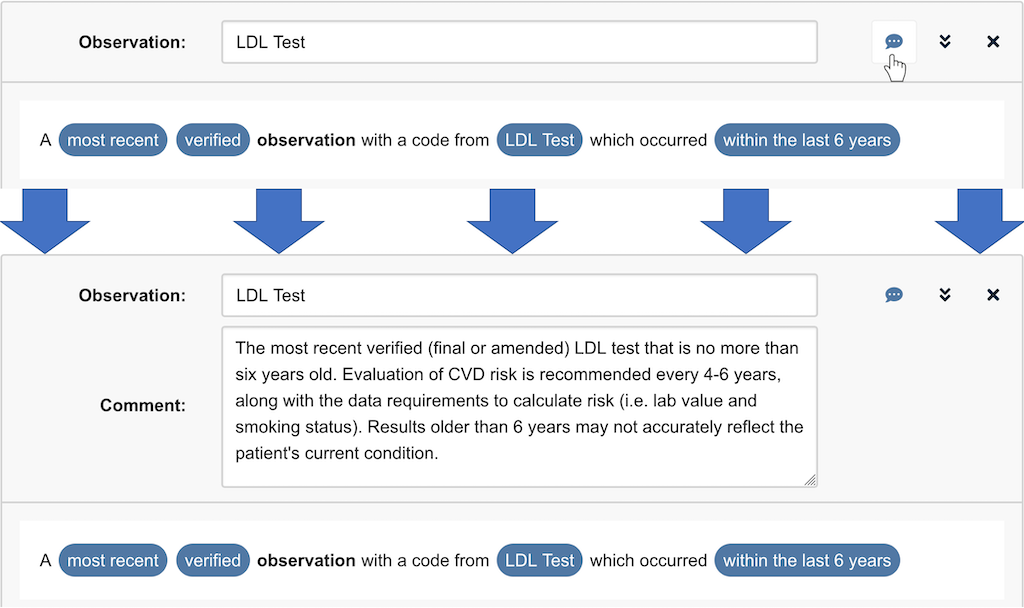 Observation: LDL Test
A most recent verified observation with a code from LDL Test which occurred within the last 6 years
Observation: LDL Test
Comment:
The most recent verified (final or amended) LDL test that is no more than
six years old. Evaluation of CVD risk is recommended every 4-6 years,
along with the data requirements to calculate risk (i.e. lab value and
smoking status). Results older than 6 years may not accurately reflect the
patient's current condition.
A most recent verified observation with a code from LDL Test which occurred within the last 6 years